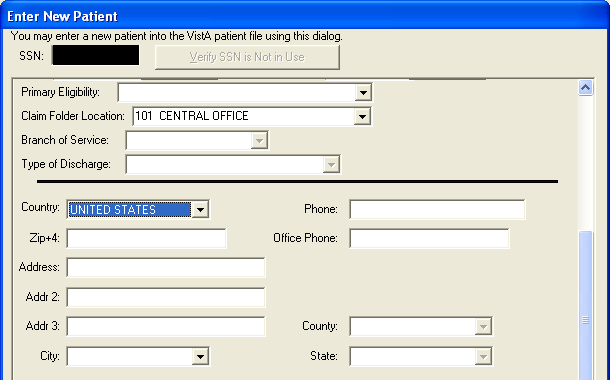 Enter New Patient
You may enter a new patient into the VistA patient file using this dialog.
SSN: Verify SSN is Not in Use
Primary Eligibility:
Claim Folder Location: 101 CENTRAL OFFICE
Branch of Service:
Type of Discharge:
Country: UNITED STATES Phone:
Zip+4: Office Phone:
Address:
Addr 2:
Addr 3: County:
City: State: